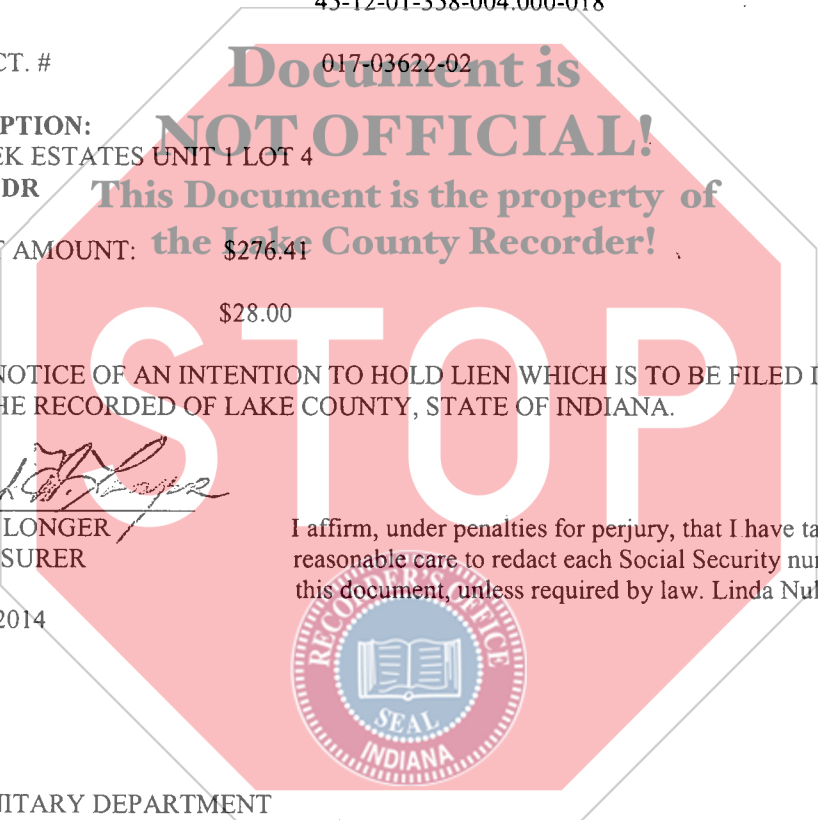 45-12-01-358-004.000-018
CT. # 017-03622-02
Document is
PTION:
NOT OFFICIAL!
EK ESTATES UNIT 1 LOT 4
DR
This Document is the property of
the Lake County Recorder!
T AMOUNT: $276.41
$28.00
STOP
NOTICE OF AN INTENTION TO HOLD LIEN WHICH IS TO BE FILED I
HE RECORDED OF LAKE COUNTY, STATE OF INDIANA.
LONGER
SURER
I affirm, under penalties for perjury, that I have ta
reasonable care to redact each Social Security nu
this document, unless required by law. Linda Nu
2014
RECORDER'S OFFICE
SEAL
INDIANA
NITARY DEPARTMENT